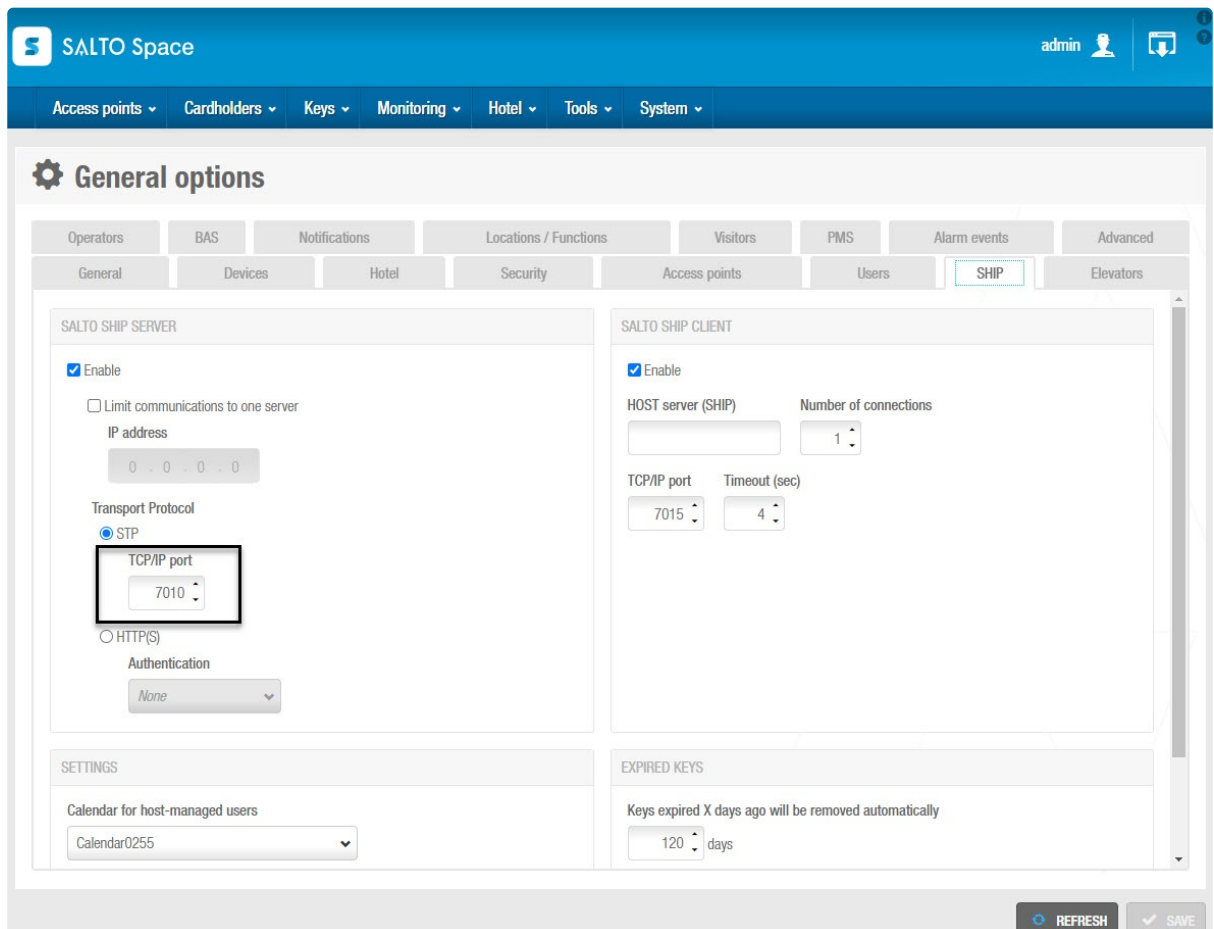 SALTO Space
admin
Access points Cardholders Keys Monitoring Hotel Tools System
General options
Operators BAS Notifications Locations / Functions Visitors PMS Alarm events Advanced
General Devices Hotel Security Access points Users SHIP Elevators
SALTO SHIP SERVER
Enable
Limit communications to one server
IP address
0 . 0 . 0 . 0
Transport Protocol
STP
TCP/IP port
7010
HTTP(S)
Authentication
None
SALTO SHIP CLIENT
Enable
HOST server (SHIP) Number of connections
1
TCP/IP port Timeout (sec)
7015 4
SETTINGS
Calendar for host-managed users
Calendar0255
EXPIRED KEYS
Keys expired X days ago will be removed automatically
120 days
REFRESH SAVE